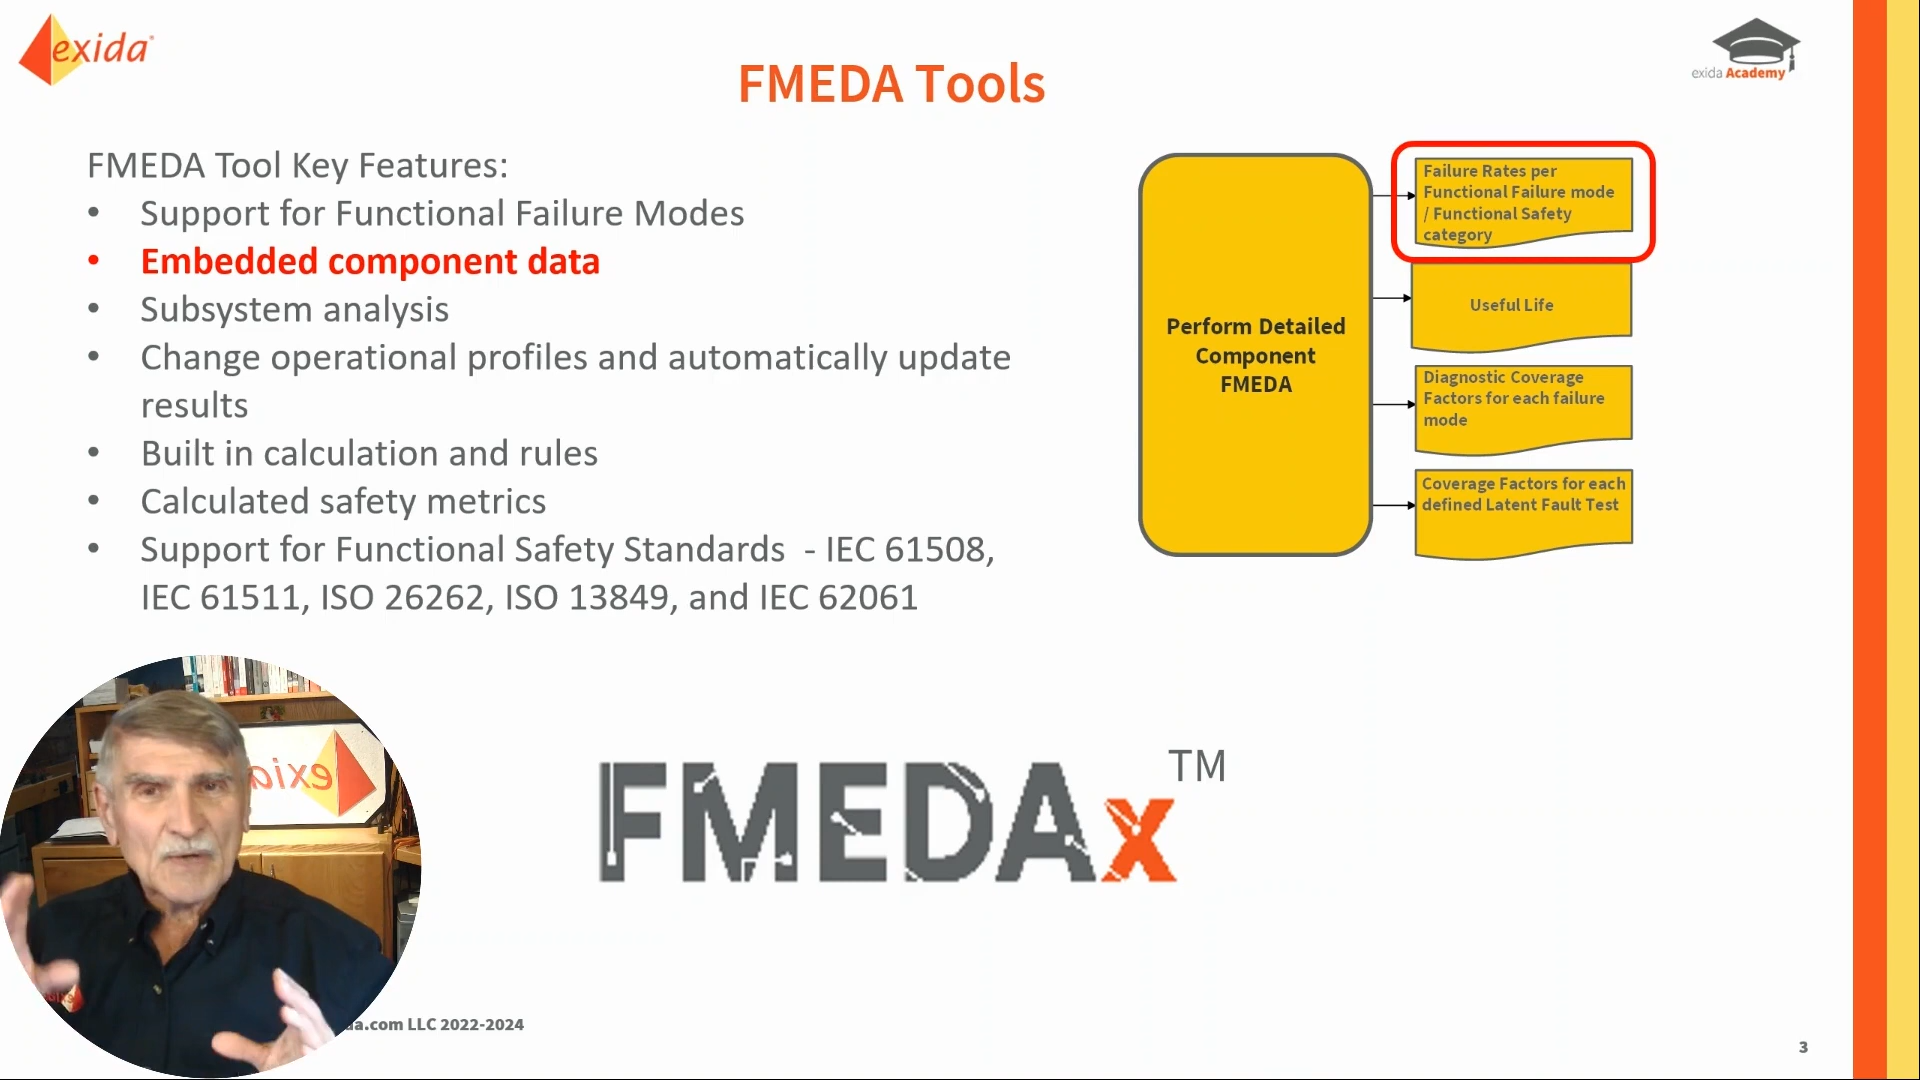 exida
exida Academy
FMEDA Tools
FMEDA Tool Key Features:
• Support for Functional Failure Modes
• Embedded component data
• Subsystem analysis
• Change operational profiles and automatically update
results
• Built in calculation and rules
• Calculated safety metrics
• Support for Functional Safety Standards  - IEC 61508,
IEC 61511, ISO 26262, ISO 13849, and IEC 62061
Perform Detailed
Component
FMEDA
Failure Rates per
Functional Failure mode
/ Functional Safety
category
Useful Life
Diagnostic Coverage
Factors for each failure
mode
Coverage Factors for each
defined Latent Fault Test
exida
FMEDAx TM
da.com LLC 2022-2024
3